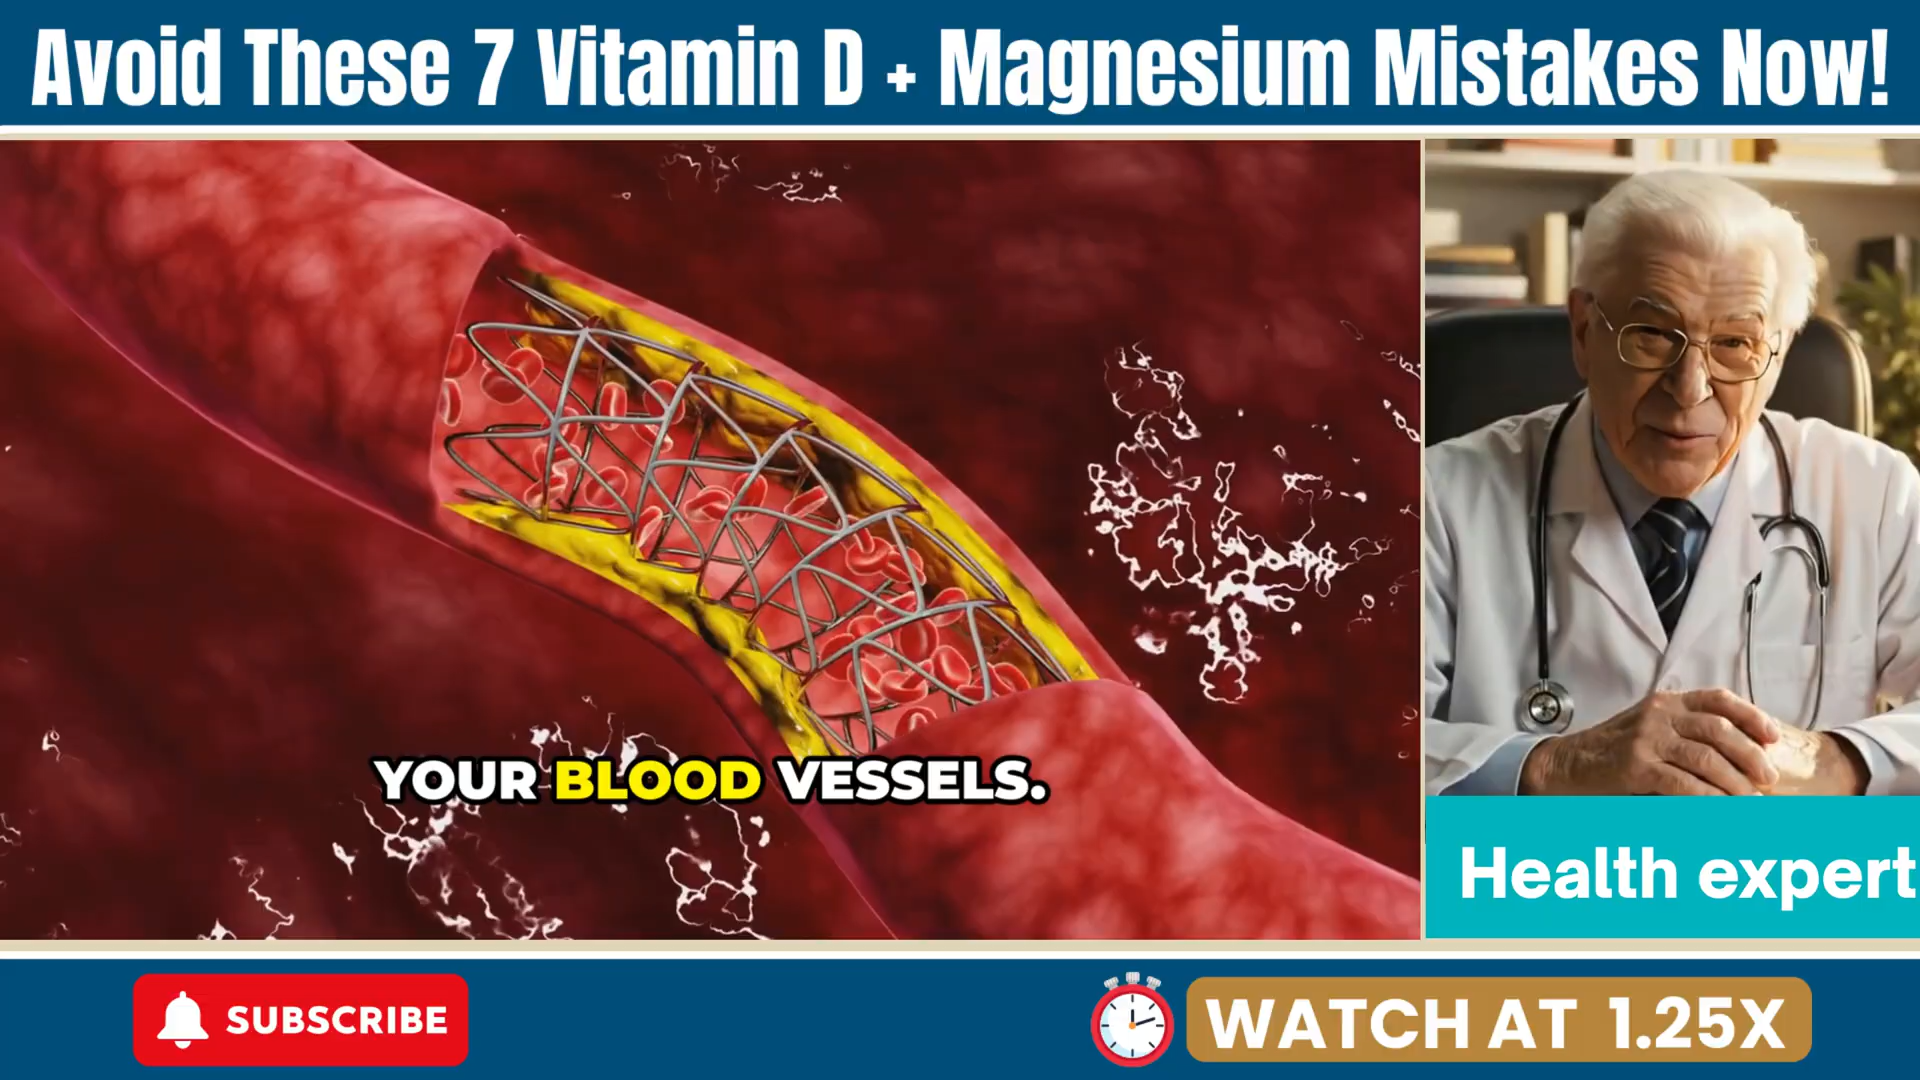 Avoid These 7 Vitamin D + Magnesium Mistakes Now!
YOUR BLOOD VESSELS.
Health expert
SUBSCRIBE
WATCH AT 1.25X